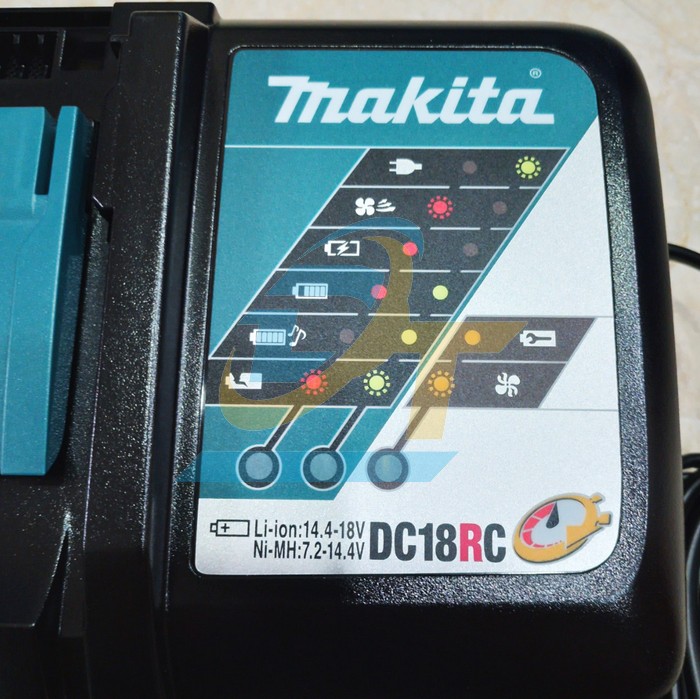 makita®
Li-ion:14.4-18V
Ni-MH:7.2-14.4V
DC18RC